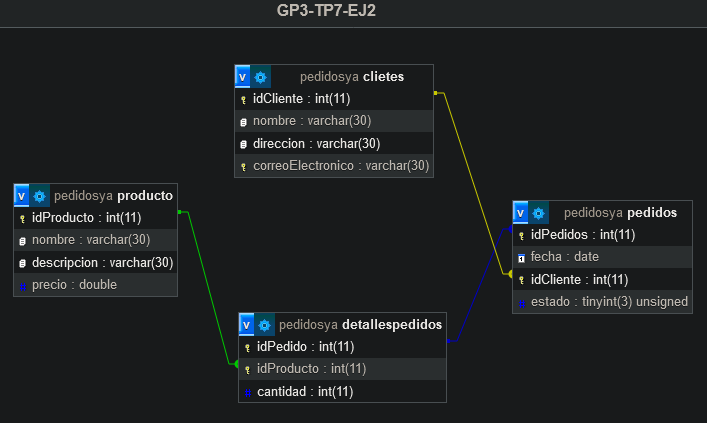 GP3-TP7-EJ2
v pedidosya clietes
idCliente : int(11)
nombre : varchar(30)
direccion : varchar(30)
correoElectronico : varchar(30)
v pedidosya producto
idProducto : int(11)
nombre : varchar(30)
descripcion : varchar(30)
precio : double
v pedidosya pedidos
idPedidos : int(11)
fecha : date
idCliente : int(11)
estado : tinyint(3) unsigned
v pedidosya detallespedidos
idPedido : int(11)
idProducto : int(11)
cantidad : int(11)